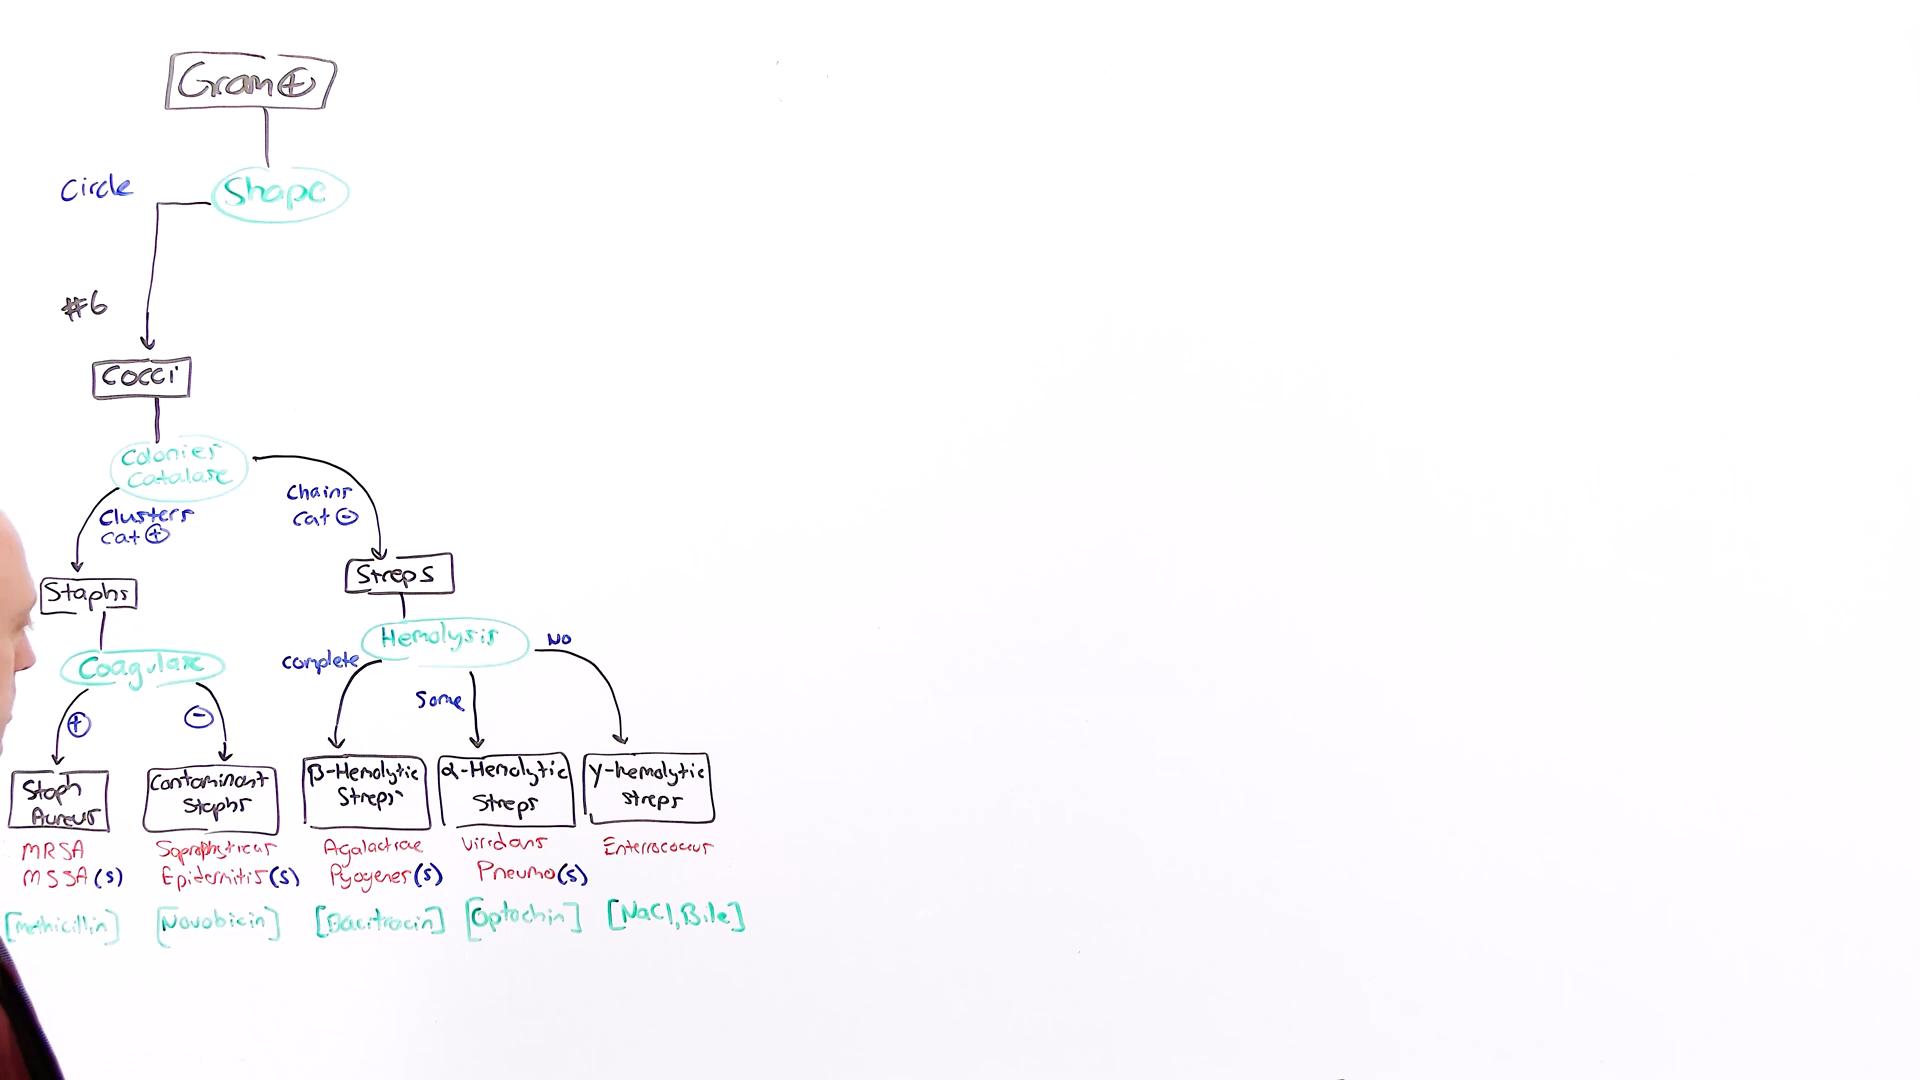 Gram ⊕
Circle
Shape
#6
Cocci
Colonies
Catalase
Clusters
Cat ⊕
Chains
Cat ⊖
Staphs
Streps
Coagulase
Hemolysis
⊕
⊖
complete
Some
No
Staph
Aureus
Contaminant
Staphs
β-Hemolytic
Streps
α-Hemolytic
Streps
γ-hemolytic
streps
MRSA
MSSA (s)
Saprophyticus
Epidermitis (s)
Agalactiae
Pyogenes (s)
Viridans
Pneumo (s)
Enterococcus
[Methicillin]
[Novobicin]
[Bacitracin]
[Optochin]
[NaCl, Bile]